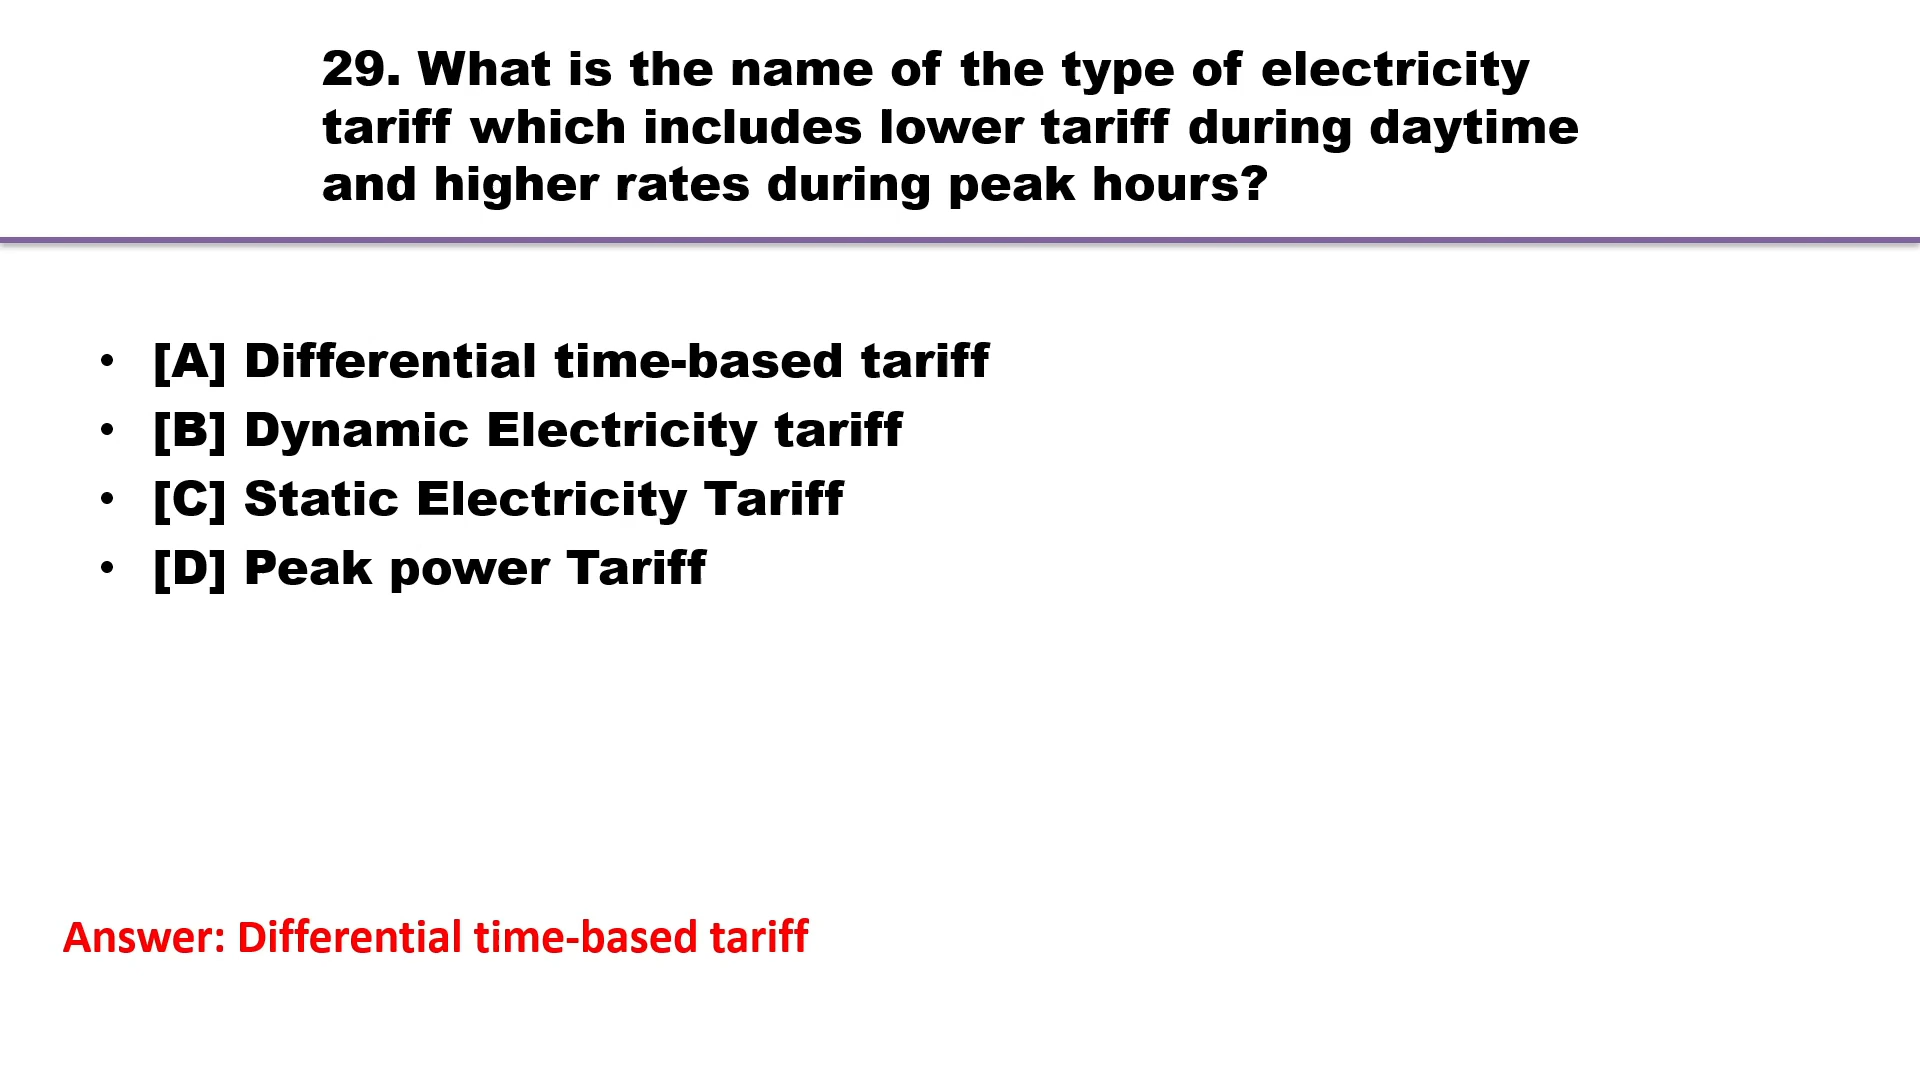 29. What is the name of the type of electricity
tariff which includes lower tariff during daytime
and higher rates during peak hours?
• [A] Differential time-based tariff
• [B] Dynamic Electricity tariff
• [C] Static Electricity Tariff
• [D] Peak power Tariff
Answer: Differential time-based tariff